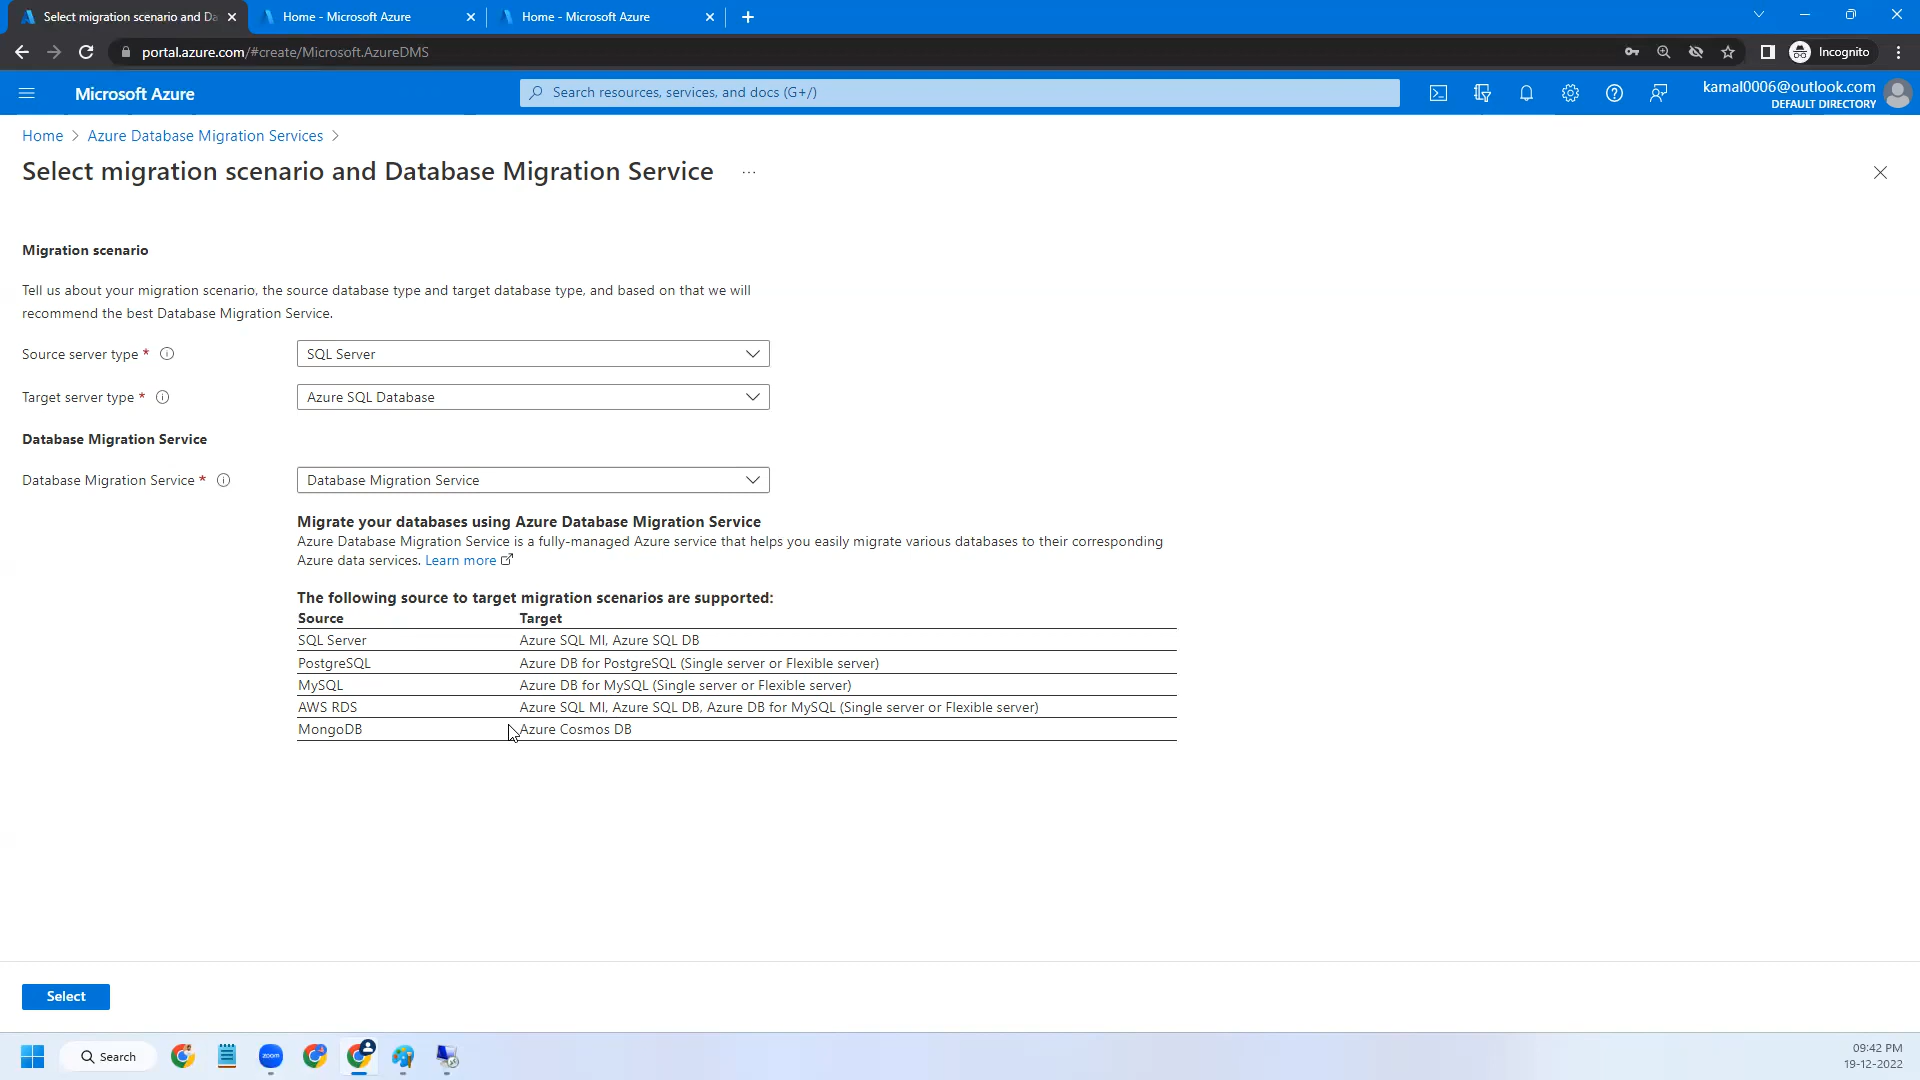 Select migration scenario and Da
Home - Microsoft Azure
Home - Microsoft Azure
portal.azure.com/#create/Microsoft.AzureDMS
Incognito
Microsoft Azure
Search resources, services, and docs (G+/)
kamal0006@outlook.com
DEFAULT DIRECTORY
Home > Azure Database Migration Services >
Select migration scenario and Database Migration Service ...
Migration scenario
Tell us about your migration scenario, the source database type and target database type, and based on that we will
recommend the best Database Migration Service.
Source server type *
SQL Server
Target server type *
Azure SQL Database
Database Migration Service
Database Migration Service *
Database Migration Service
Migrate your databases using Azure Database Migration Service
Azure Database Migration Service is a fully-managed Azure service that helps you easily migrate various databases to their corresponding
Azure data services. Learn more
The following source to target migration scenarios are supported:
Source Target
SQL Server Azure SQL MI, Azure SQL DB
PostgreSQL Azure DB for PostgreSQL (Single server or Flexible server)
MySQL Azure DB for MySQL (Single server or Flexible server)
AWS RDS Azure SQL MI, Azure SQL DB, Azure DB for MySQL (Single server or Flexible server)
MongoDB Azure Cosmos DB
Select
Search
zoom
09:42 PM
19-12-2022